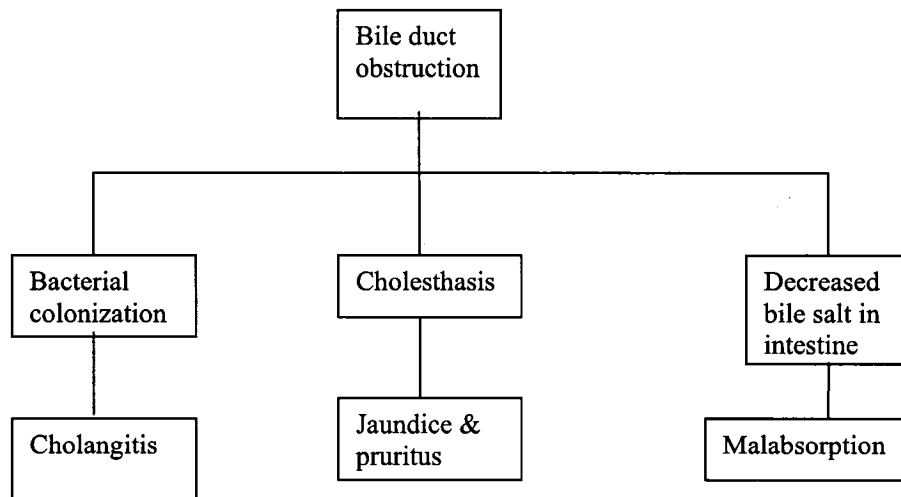 Bile duct
obstruction
Bacterial
colonization
Cholesthasis
Decreased
bile salt in
intestine
Cholangitis
Jaundice &
pruritus
Malabsorption